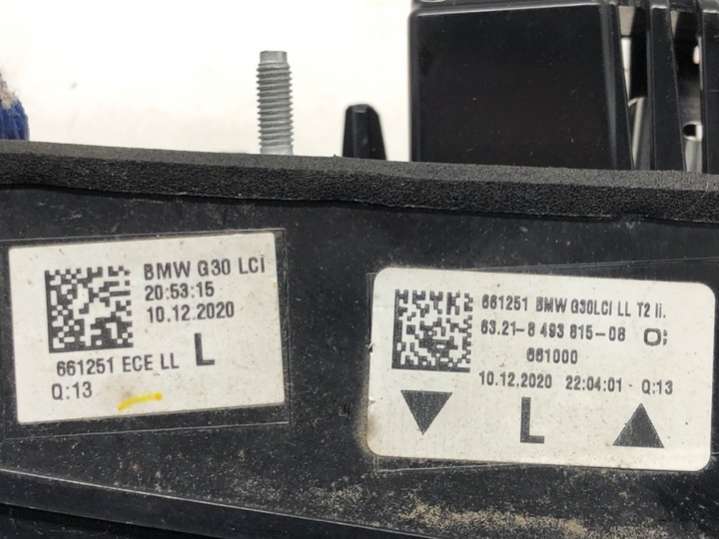 BMW G30 LCI
20:53:15
10.12.2020
661251 ECE LL L
Q:13
661251 BMW G30LCI LL T2 li.
63.21-8 493 815-08
661000
10.12.2020 22:04:01 - Q:13
L